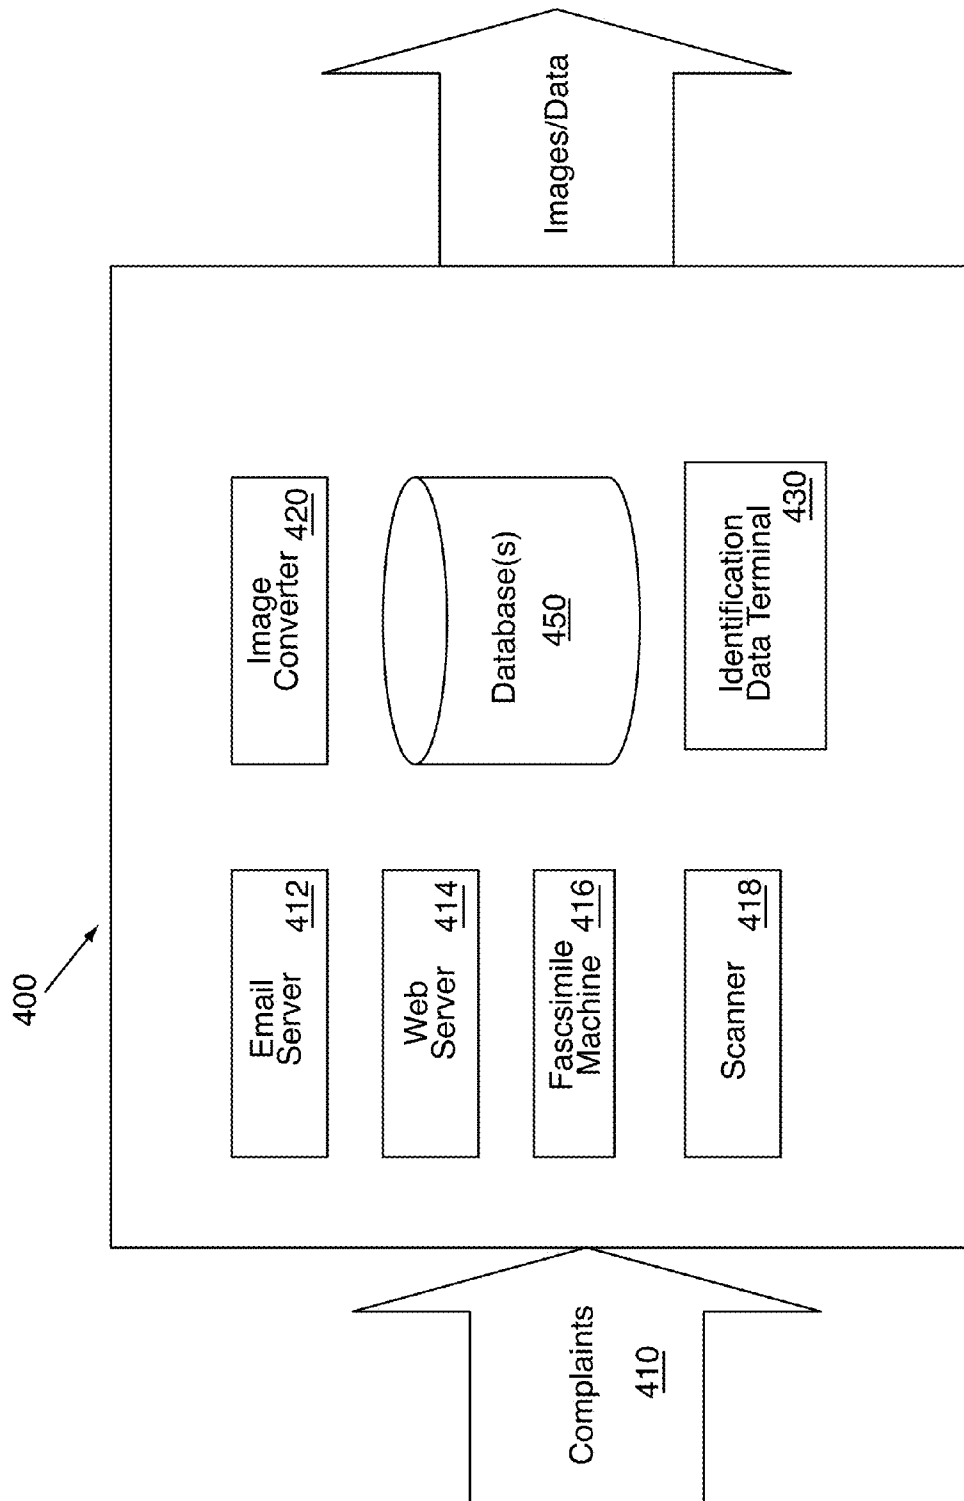 400
Complaints
410
Email
Server
412
Web
Server
414
Fascsimile
Machine
416
Scanner
418
Image
Converter
420
Database(s)
450
Identification
Data Terminal
430
Images/Data